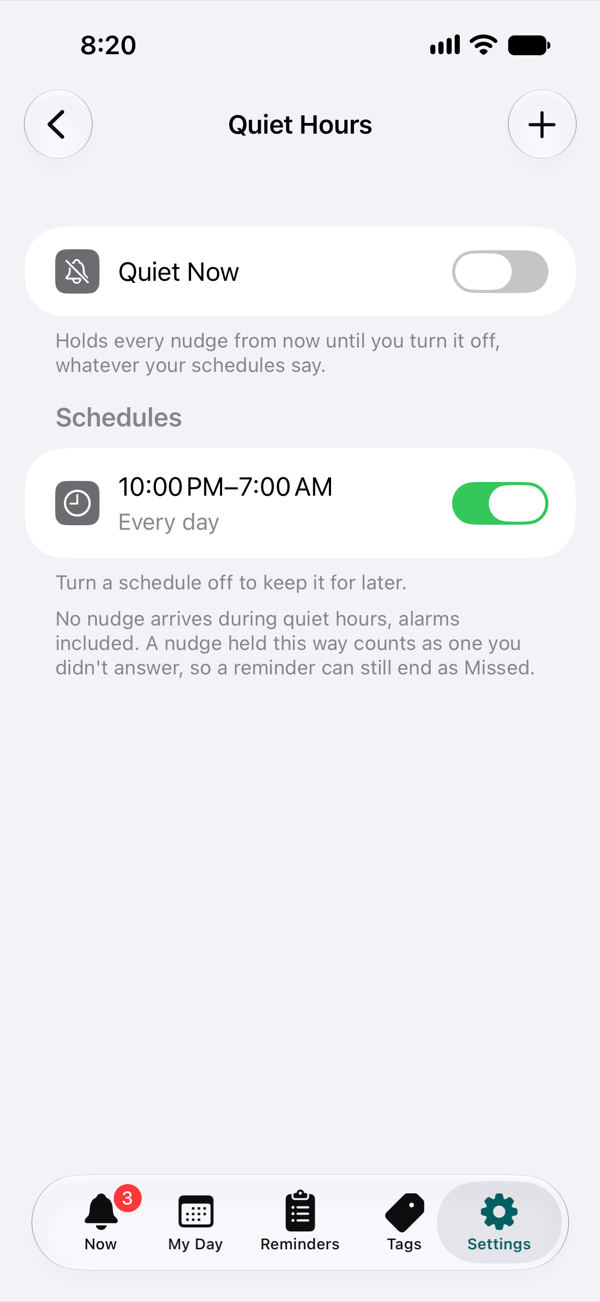 8:20
Quiet Hours
Quiet Now
Holds every nudge from now until you turn it off,
whatever your schedules say.
Schedules
10:00 PM–7:00 AM
Every day
Turn a schedule off to keep it for later.
No nudge arrives during quiet hours, alarms
included. A nudge held this way counts as one you
didn't answer, so a reminder can still end as Missed.
3
Now
My Day
Reminders
Tags
Settings